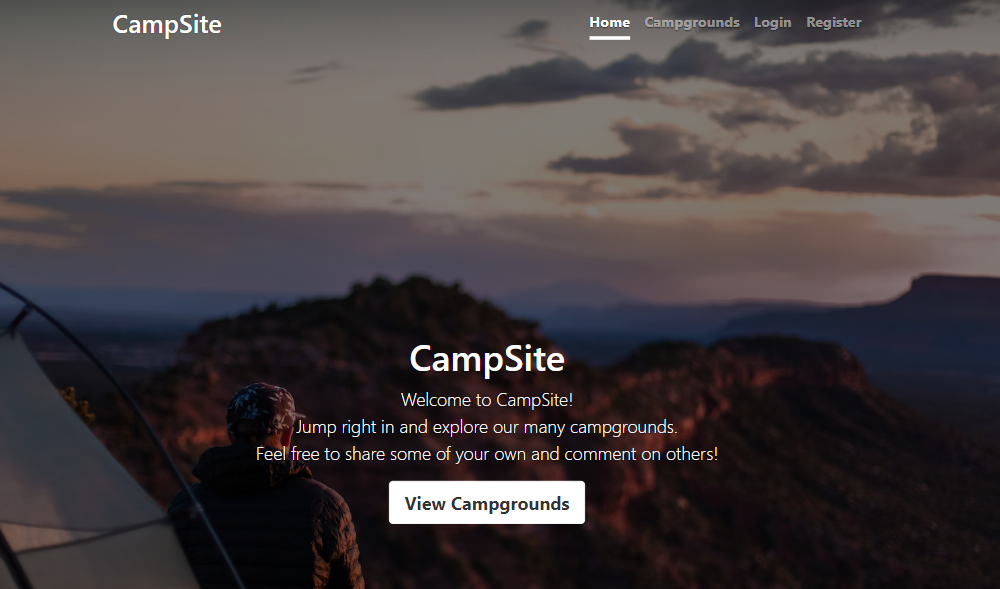 CampSite
Home Campgrounds Login Register
CampSite
Welcome to CampSite!
Jump right in and explore our many campgrounds.
Feel free to share some of your own and comment on others!
View Campgrounds